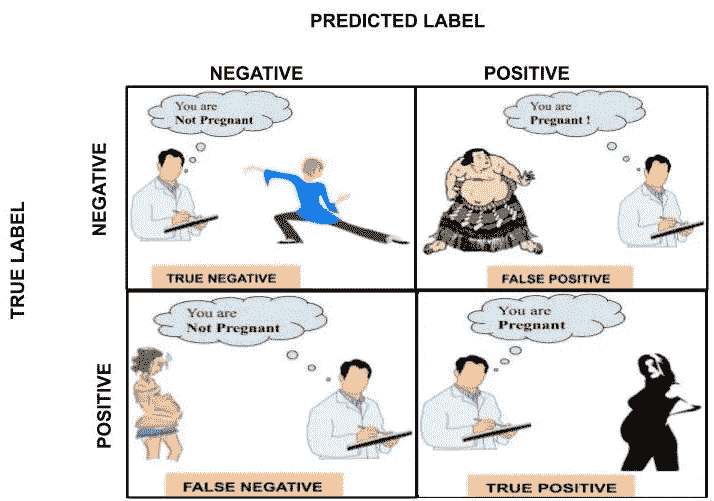 PREDICTED LABEL
NEGATIVE
POSITIVE
TRUE LABEL
NEGATIVE
You are
Not Pregnant
TRUE NEGATIVE
You are
Pregnant !
FALSE POSITIVE
POSITIVE
You are
Not Pregnant
FALSE NEGATIVE
You are
Pregnant
TRUE POSITIVE